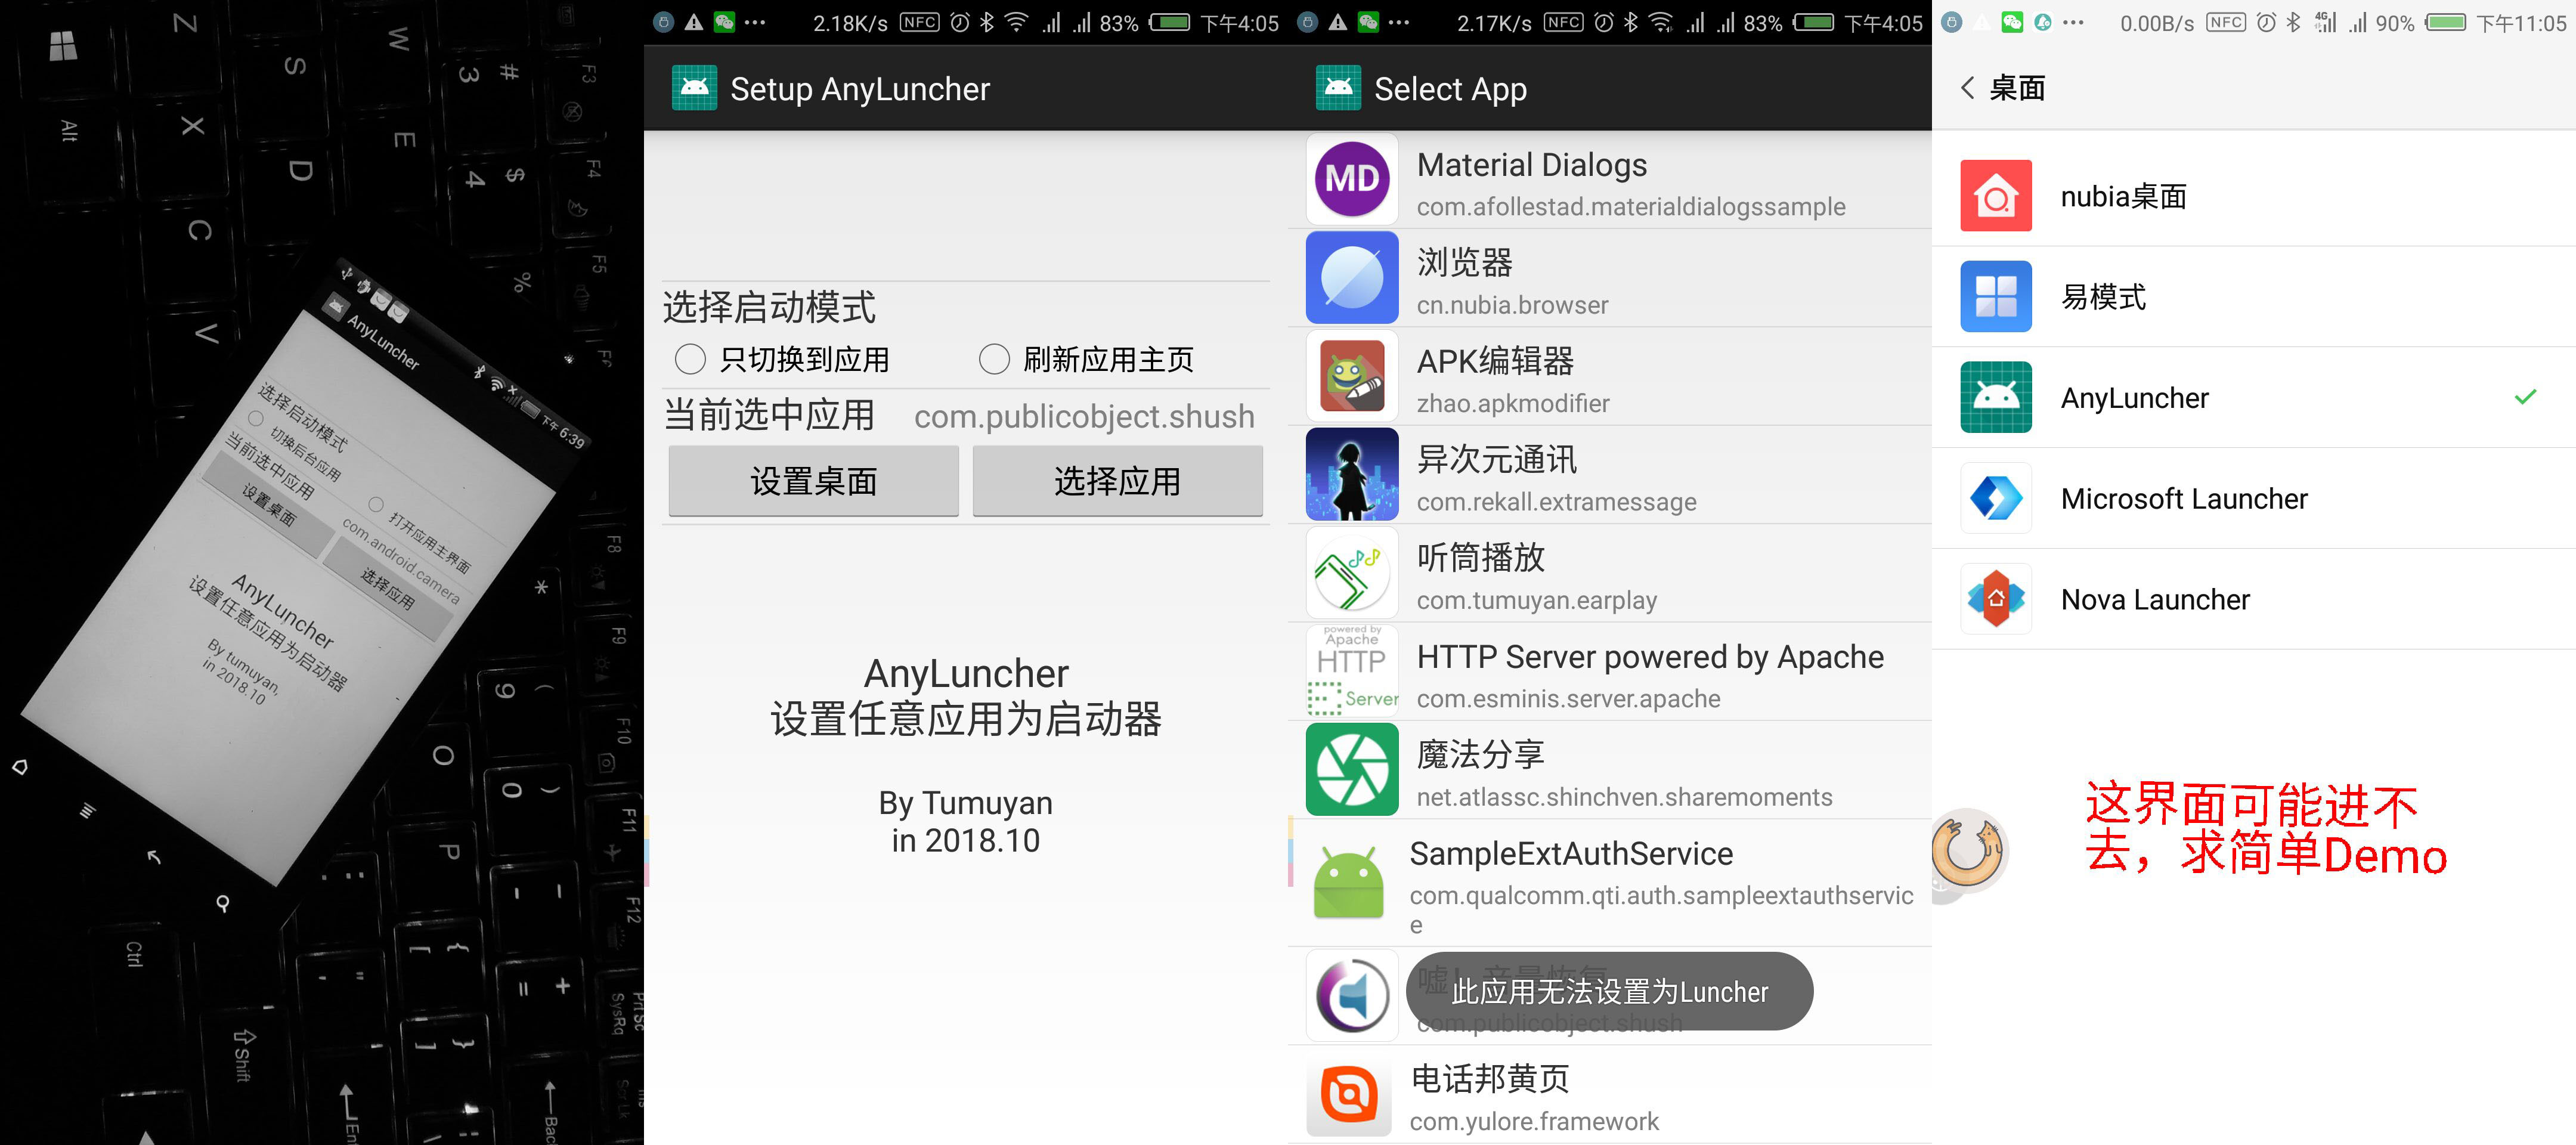 Z
W
#
3
F3
S
Alt
X
E
4
$
F4
D
C
%
F5
V
F6
AnyLuncher
下午 6:39
选择启动模式
切换后台应用
打开应用主界面
当前选中应用
com.android.camera
设置桌面
选择应用
AnyLuncher
设置任意应用为启动器
By tumuyan,
in 2018.10
F8
*
F9
9
(
F10
O
0
)
F11
P
:
;
-
F12
[
{
Ctrl
"
'
=
+
PrtSc
SysRq
Shift
]
}
2.18K/s NFC 83% 下午4:05
Setup AnyLuncher
选择启动模式
只切换到应用
刷新应用主页
当前选中应用 com.publicobject.shush
设置桌面
选择应用
AnyLuncher
设置任意应用为启动器
By Tumuyan
in 2018.10
2.17K/s NFC 83% 下午4:05
Select App
MD
Material Dialogs
com.afollestad.materialdialogssample
浏览器
cn.nubia.browser
APK编辑器
zhao.apkmodifier
异次元通讯
com.rekall.extramessage
听筒播放
com.tumuyan.earplay
powered by
Apache
HTTP
Server
HTTP Server powered by Apache
com.esminis.server.apache
魔法分享
net.atlassc.shinchven.sharemoments
SampleExtAuthService
com.qualcomm.qti.auth.sampleextauthservic
e
此应用无法设置为Luncher
com.publicobject.shush
电话邦黄页
com.yulore.framework
0.00B/s NFC 4G 90% 下午11:05
桌面
nubia桌面
易模式
AnyLuncher
Microsoft Launcher
Nova Launcher
这界面可能进不
去，求简单Demo